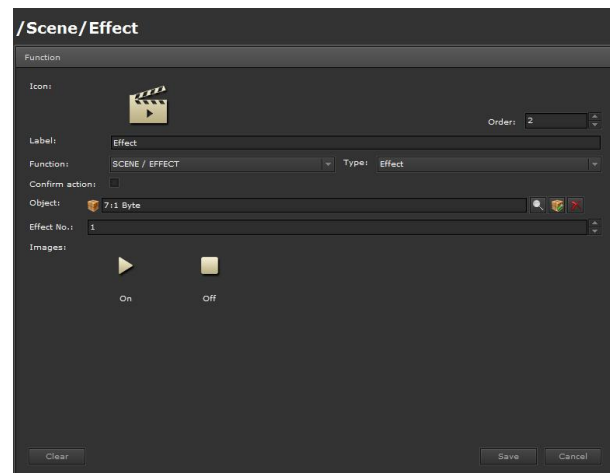 /Scene/Effect
Function
Icon:
Order: 2
Label: Effect
Function: SCENE / EFFECT Type: Effect
Confirm action:
Object: 7:1 Byte
Effect No.: 1
Images:
On Off
Clear Save Cancel